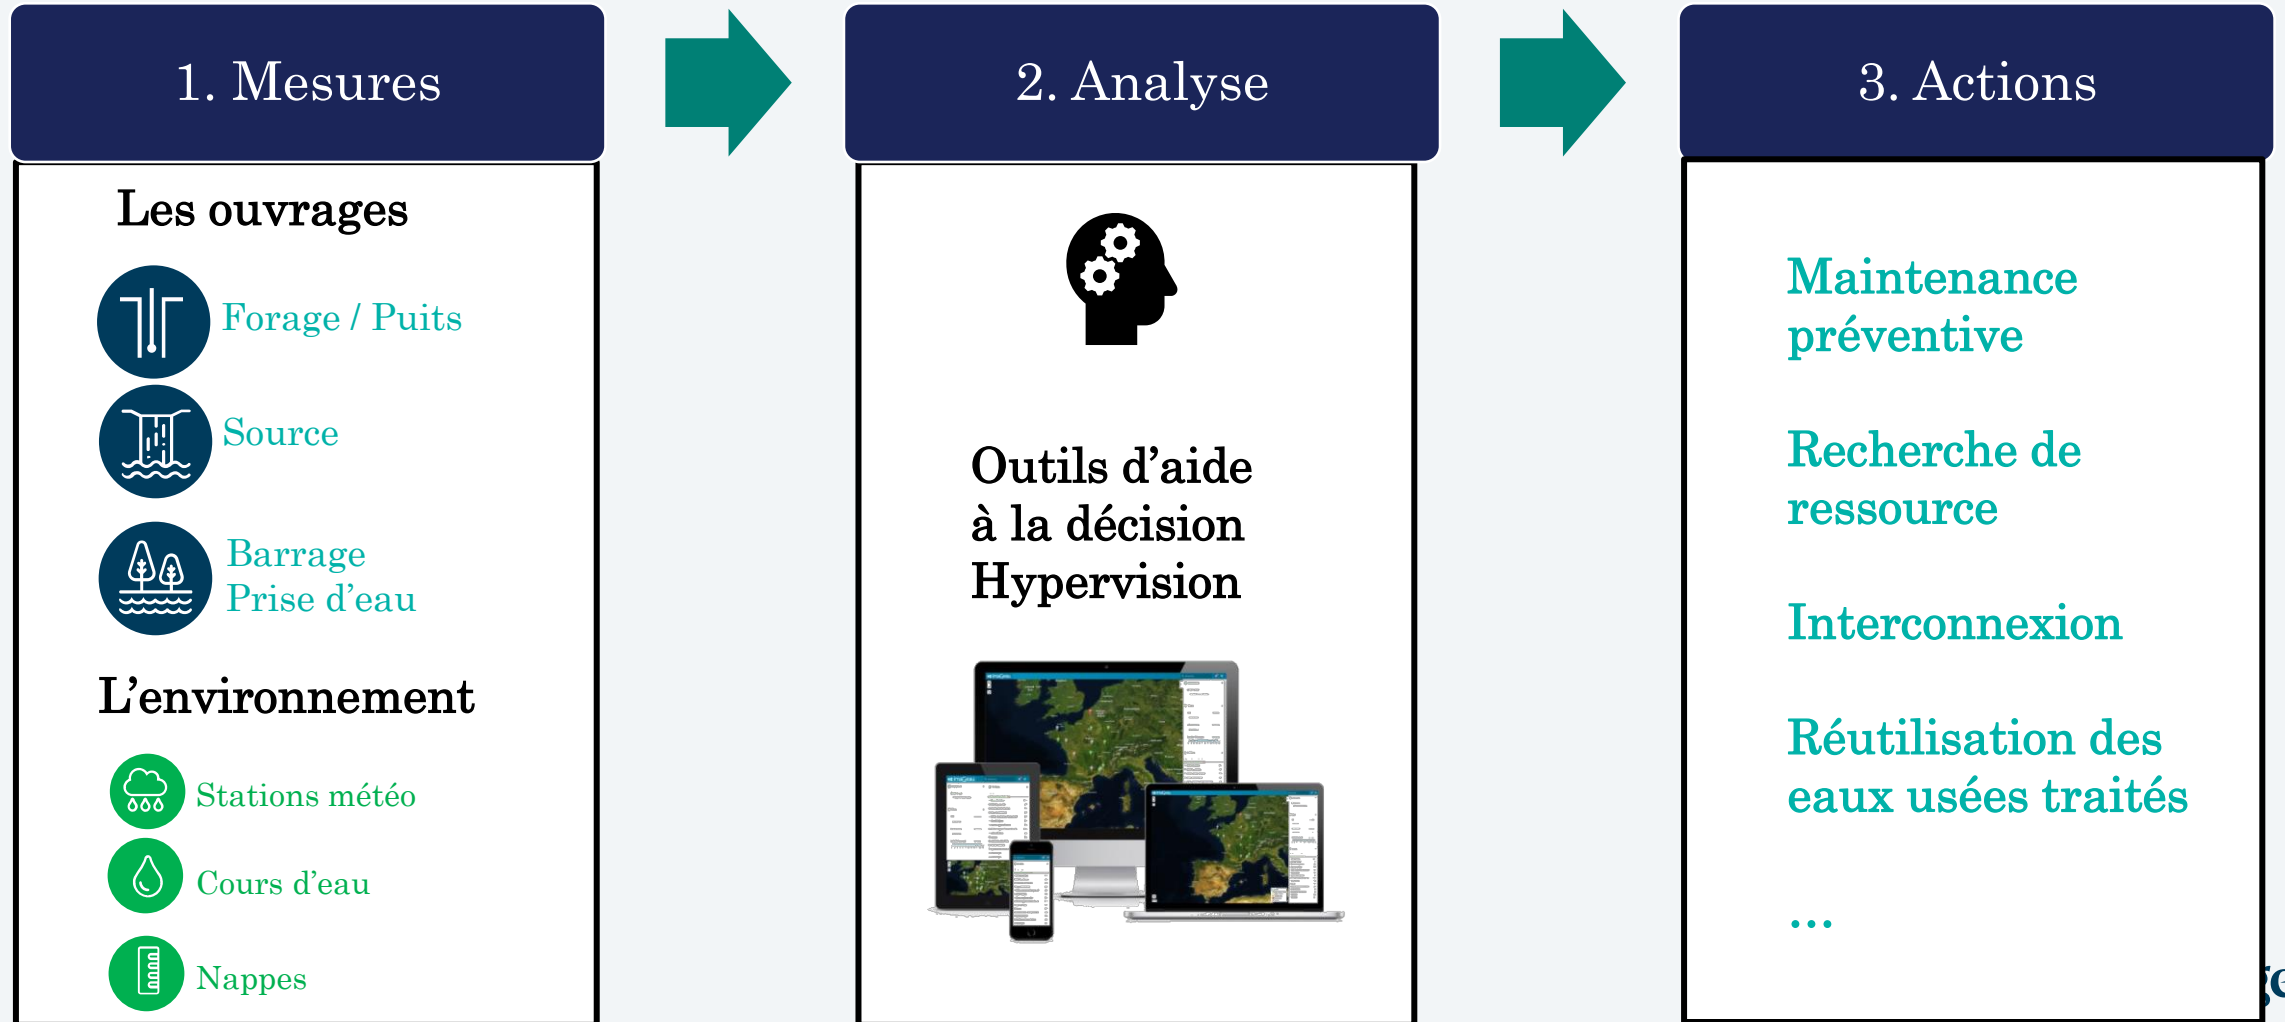 1. Mesures
Les ouvrages
Forage / Puits
Source
Barrage
Prise d'eau
L'environnement
Stations météo
Cours d'eau
Nappes
2. Analyse
Outils d'aide
à la décision
Hypervision
3. Actions
Maintenance
préventive
Recherche de
ressource
Interconnexion
Réutilisation des
eaux usées traités
...